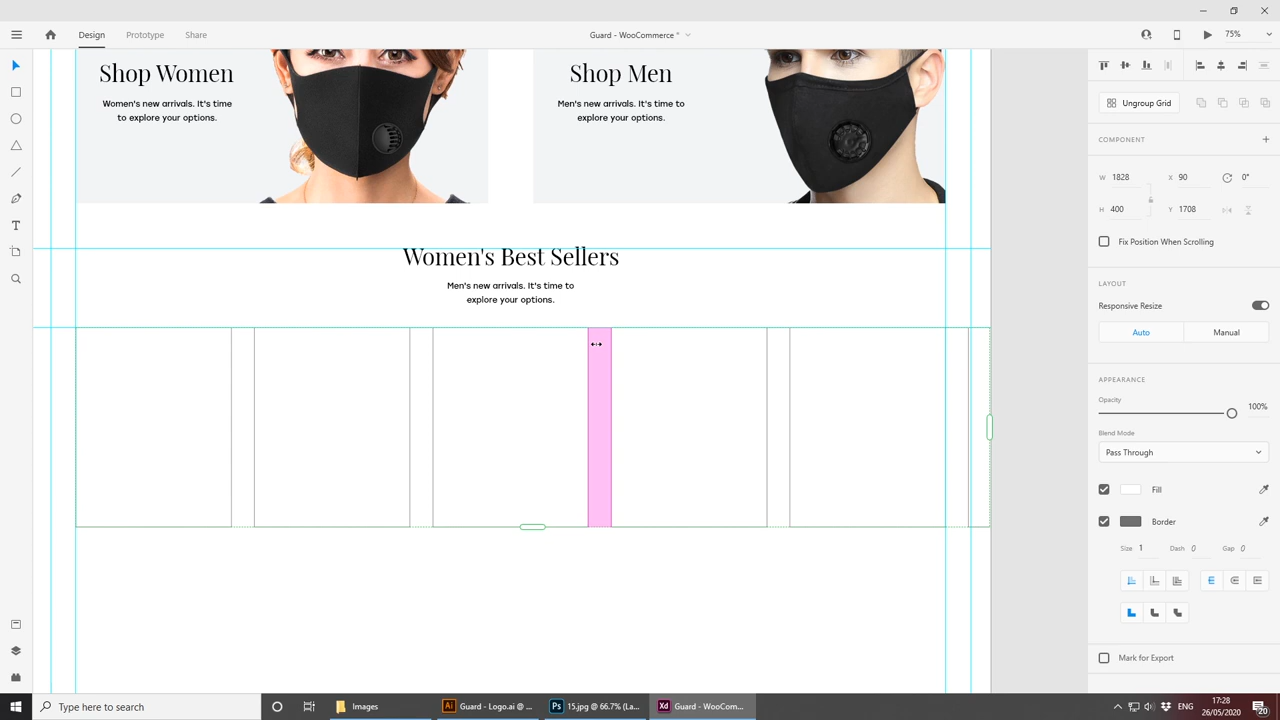 Design
Prototype
Share
Guard - WooCommerce *
75%
Shop Women
Women's new arrivals. It's time
to explore your options.
Shop Men
Men's new arrivals. It's time to
explore your options.
Women's Best Sellers
Men's new arrivals. It's time to
explore your options.
Ungroup Grid
COMPONENT
W 1828 X 90 0°
H 400 Y 1708
Fix Position When Scrolling
LAYOUT
Responsive Resize
Auto
Manual
APPEARANCE
Opacity
100%
Blend Mode
Pass Through
Fill
Border
Size 1 Dash 0 Gap 0
Mark for Export
Type here to search
Images
Ai Guard - Logo.ai @ ...
Ps 15.jpg @ 66.7% (La...
Xd Guard - WooCom...
ENG
17:28
26/05/2020
20